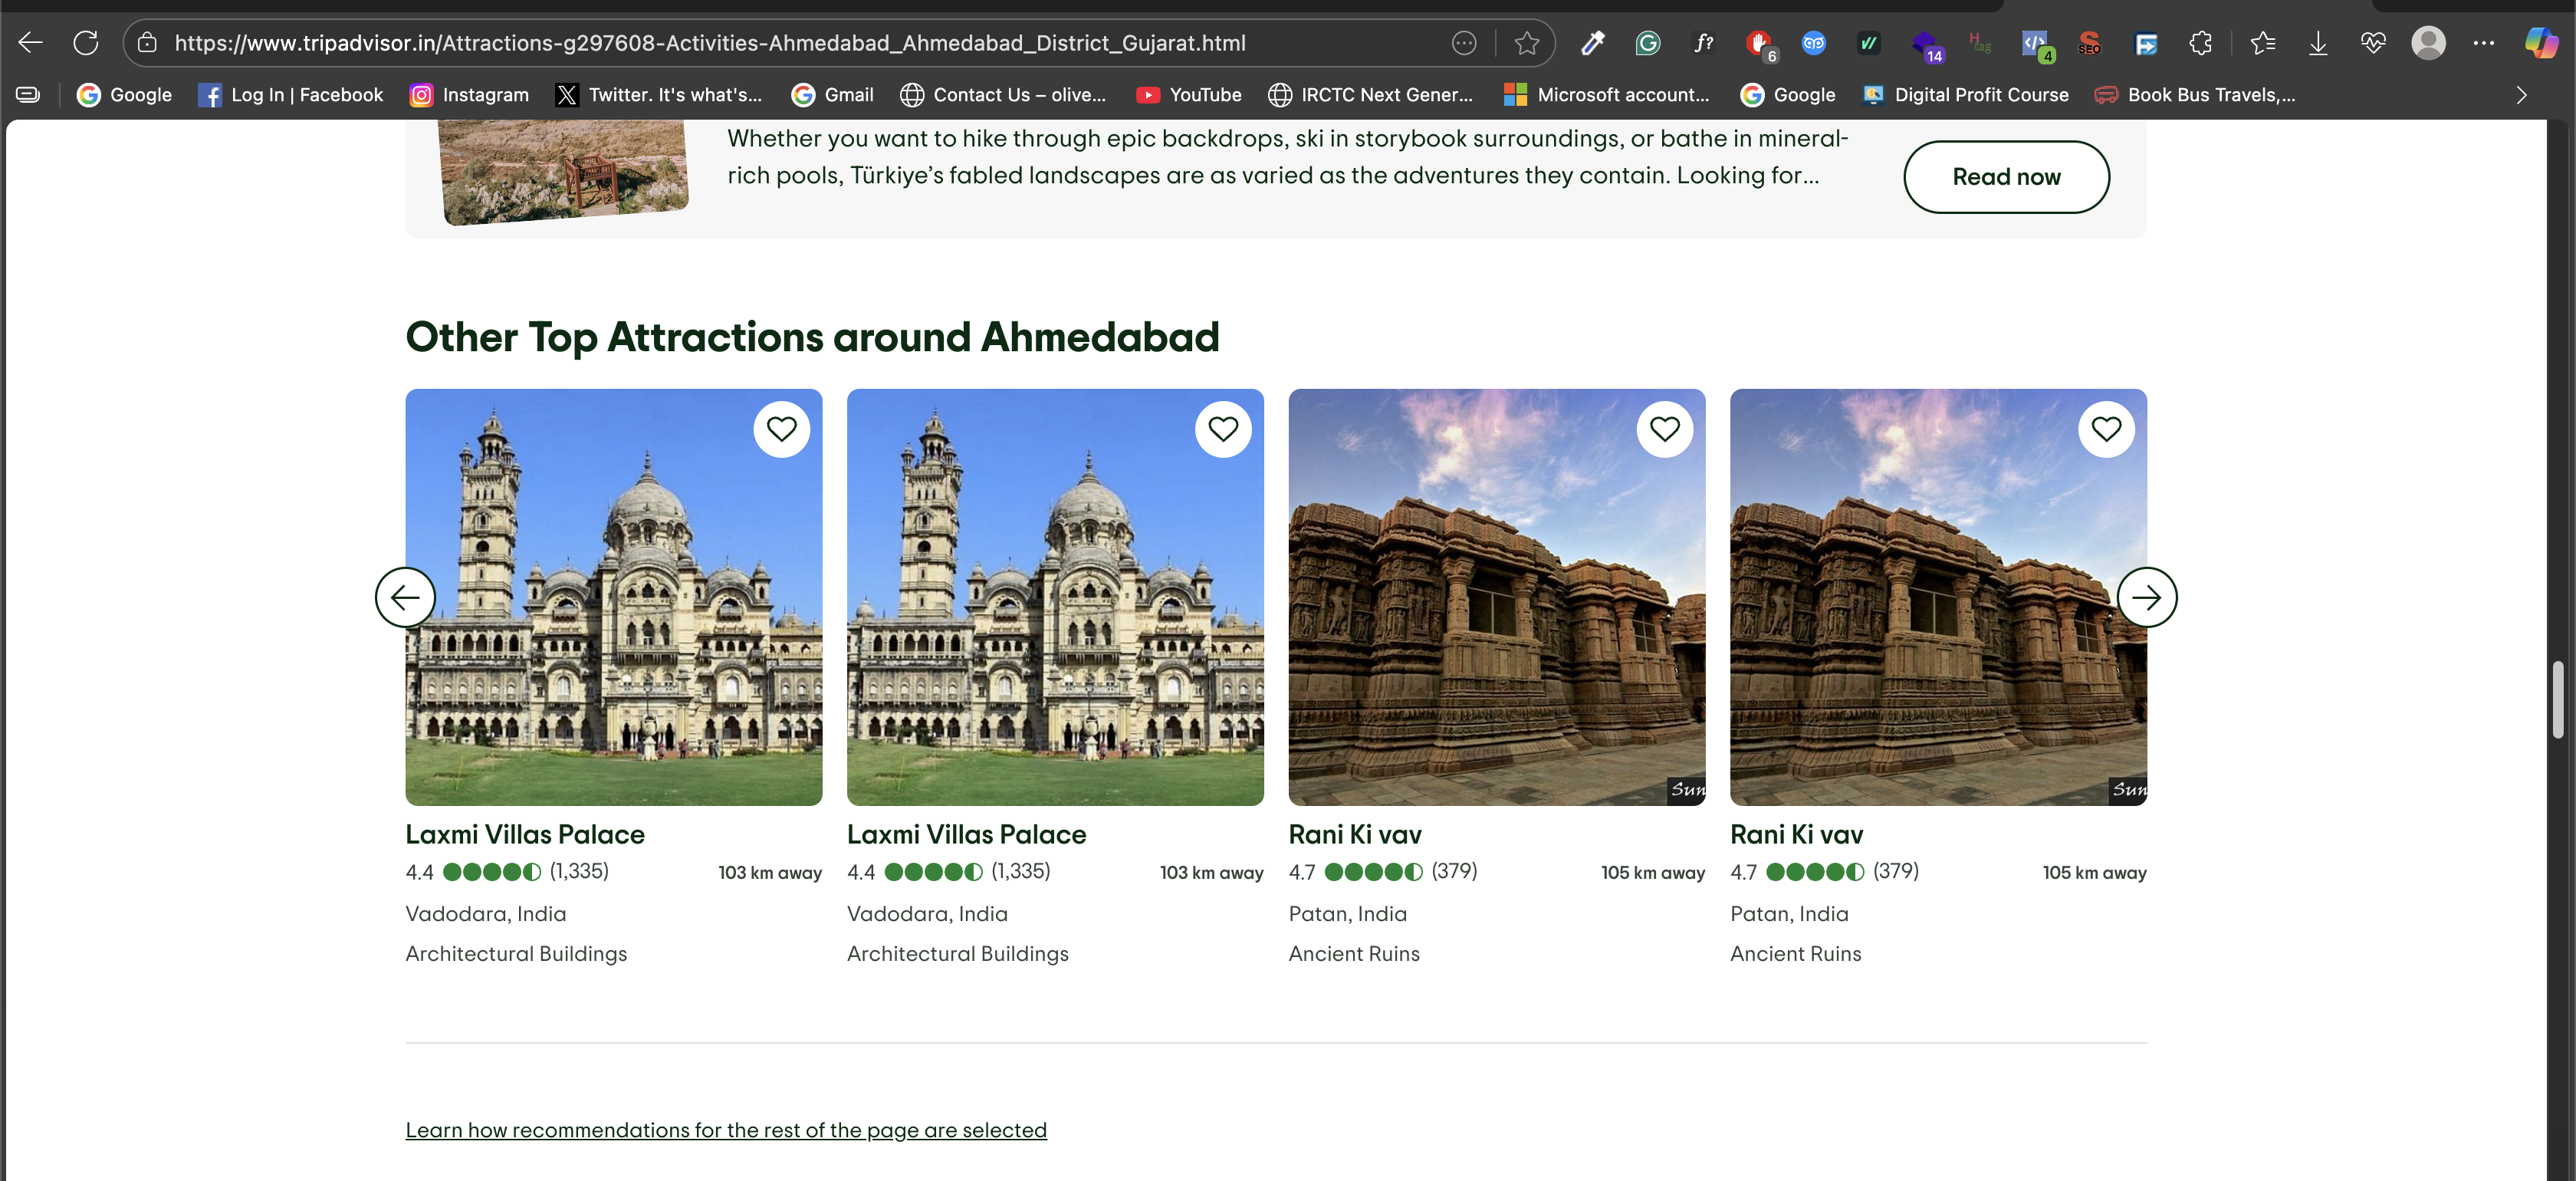 https://www.tripadvisor.in/Attractions-g297608-Activities-Ahmedabad_Ahmedabad_District_Gujarat.html
f?
6
14
H
tag
4
SEO
Google
Log In | Facebook
Instagram
Twitter. It's what's...
Gmail
Contact Us – olive...
YouTube
IRCTC Next Gener...
Microsoft account...
Google
Digital Profit Course
Book Bus Travels,...
Whether you want to hike through epic backdrops, ski in storybook surroundings, or bathe in mineral-
rich pools, Türkiye’s fabled landscapes are as varied as the adventures they contain. Looking for...
Read now
Other Top Attractions around Ahmedabad
Sun
Sun
Laxmi Villas Palace
4.4 (1,335) 103 km away
Vadodara, India
Architectural Buildings
Laxmi Villas Palace
4.4 (1,335) 103 km away
Vadodara, India
Architectural Buildings
Rani Ki vav
4.7 (379) 105 km away
Patan, India
Ancient Ruins
Rani Ki vav
4.7 (379) 105 km away
Patan, India
Ancient Ruins
Learn how recommendations for the rest of the page are selected